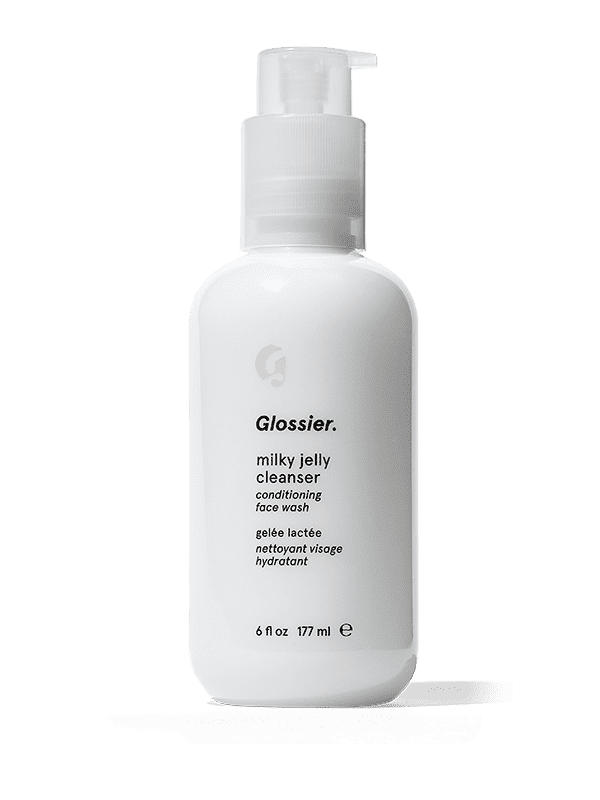 Glossier.
milky jelly
cleanser
conditioning
face wash
gelée lactée
nettoyant visage
hydratant
6 fl oz 177 ml ℮